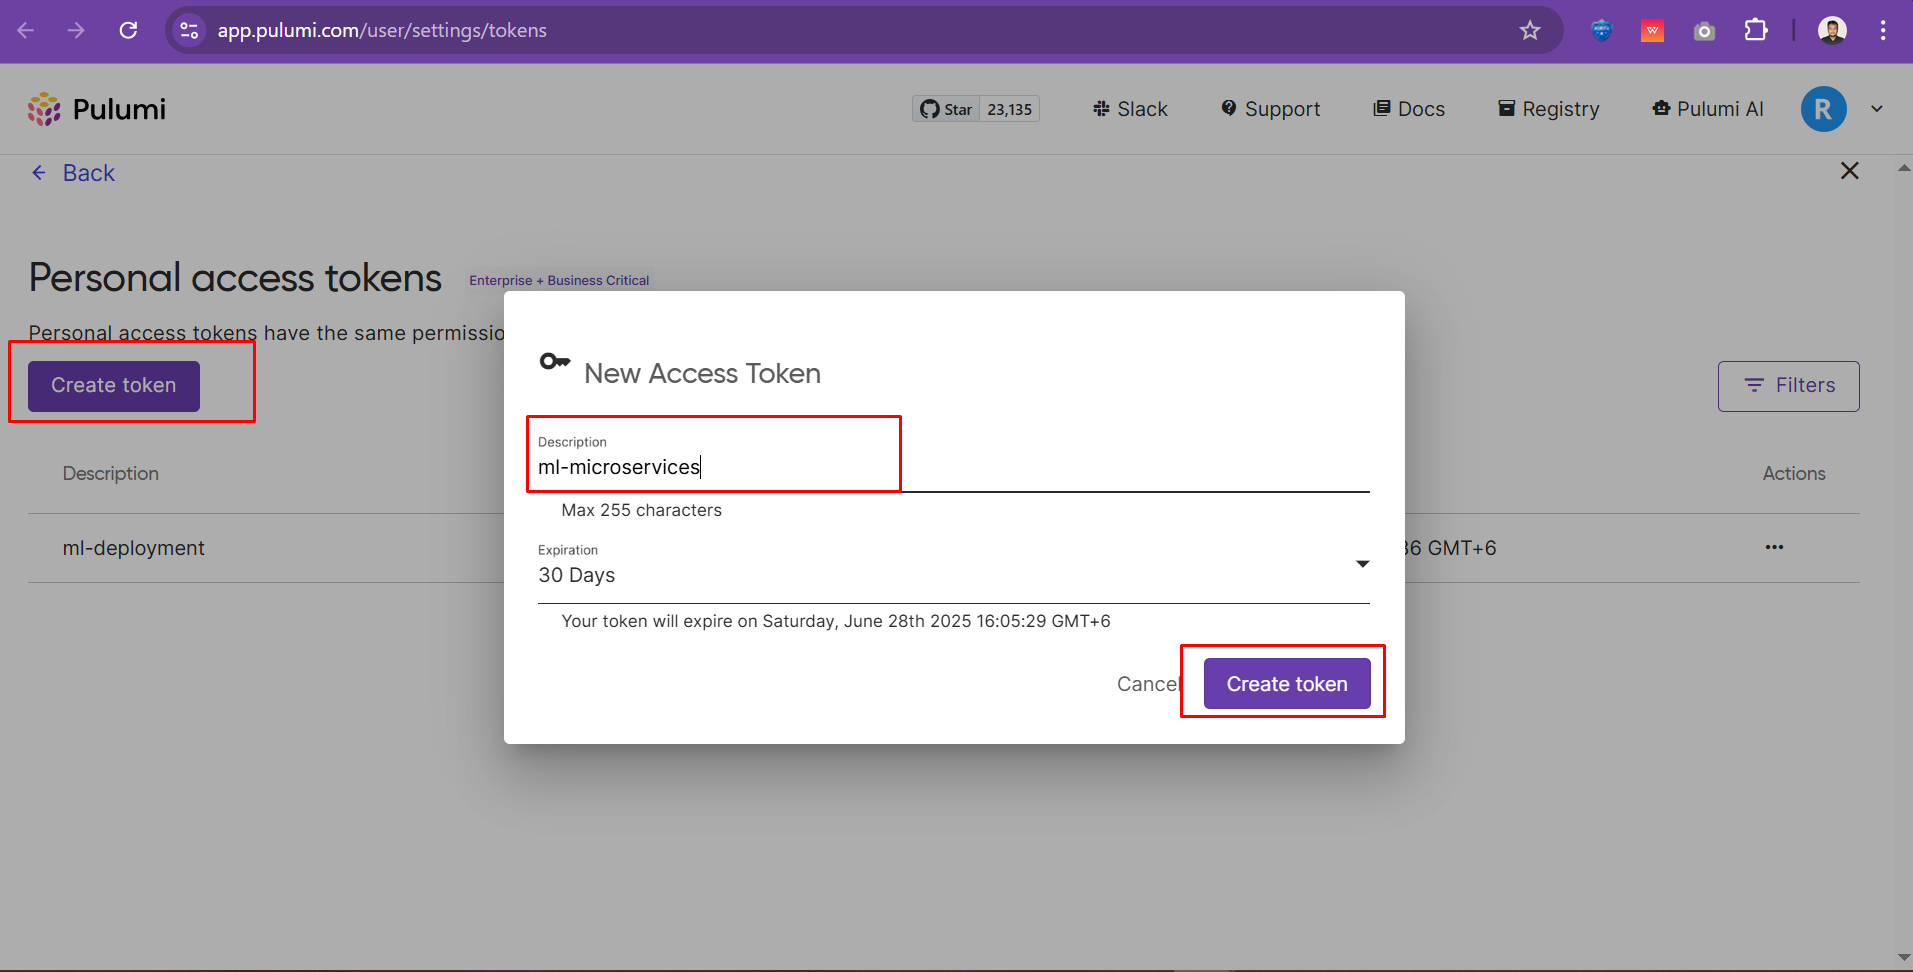 app.pulumi.com/user/settings/tokens
Pulumi
Star 23,135
Slack
Support
Docs
Registry
Pulumi AI
R
Back
Personal access tokens
Enterprise + Business Critical
Personal access tokens have the same permissio
Create token
Filters
Description
Actions
ml-deployment
36 GMT+6
New Access Token
Description
ml-microservices
Max 255 characters
Expiration
30 Days
Your token will expire on Saturday, June 28th 2025 16:05:29 GMT+6
Cancel
Create token